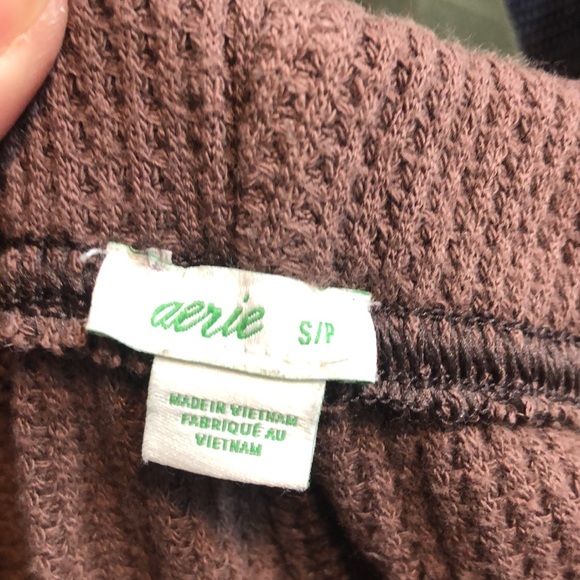 aerie S/P
MADE IN VIETNAM
FABRIQUÉ AU
VIETNAM